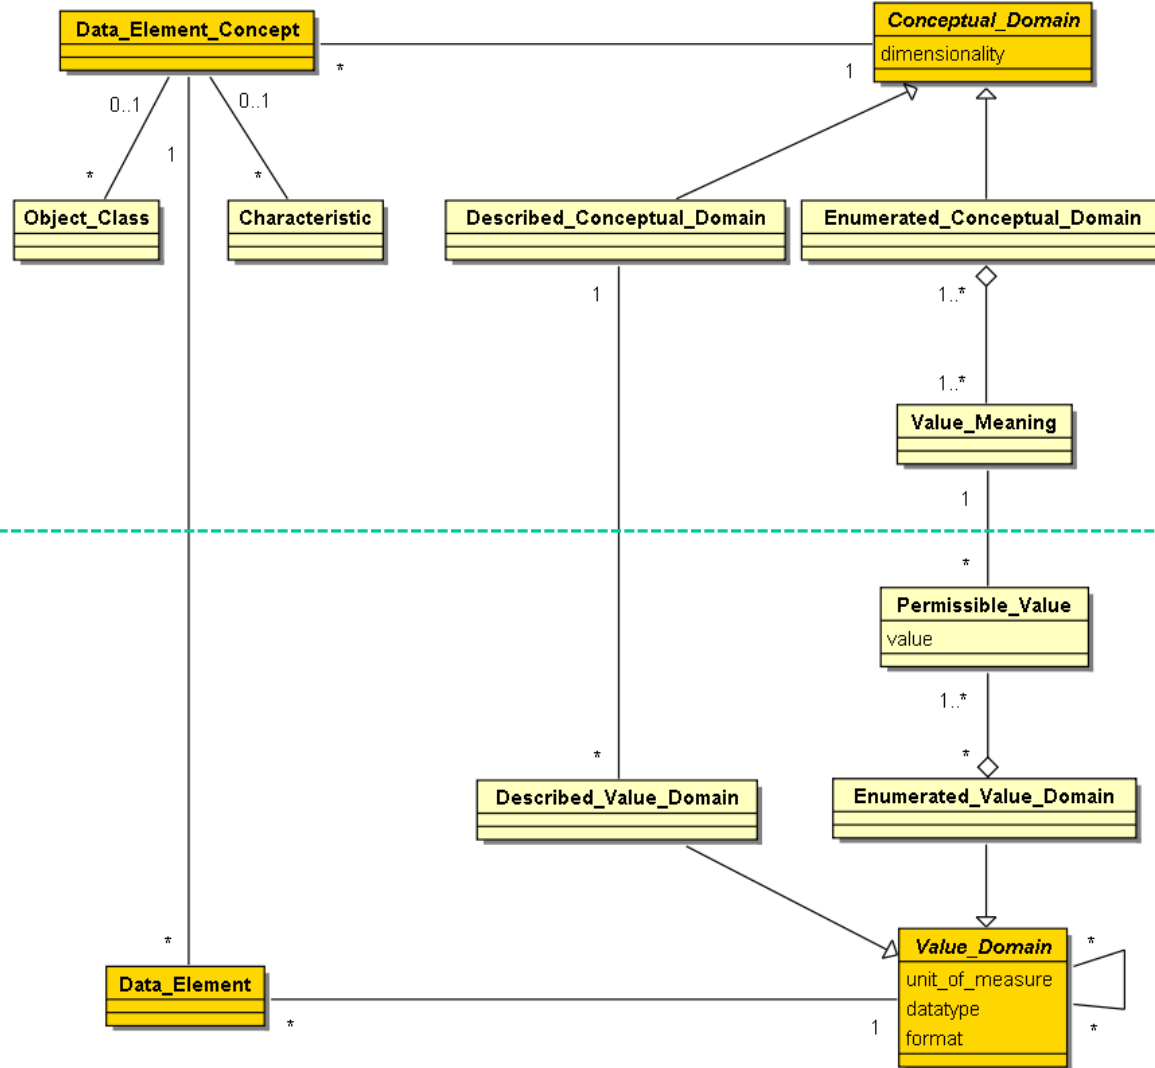 Data_Element_Concept
Conceptual_Domain
dimensionality
*
1
0..1
0..1
1
*
*
Object_Class
Characteristic
Described_Conceptual_Domain
Enumerated_Conceptual_Domain
1
1..*
1..*
Value_Meaning
1
*
Permissible_Value
value
1..*
*
*
Described_Value_Domain
Enumerated_Value_Domain
*
Value_Domain
*
Data_Element
unit_of_measure
datatype
format
*
1
*